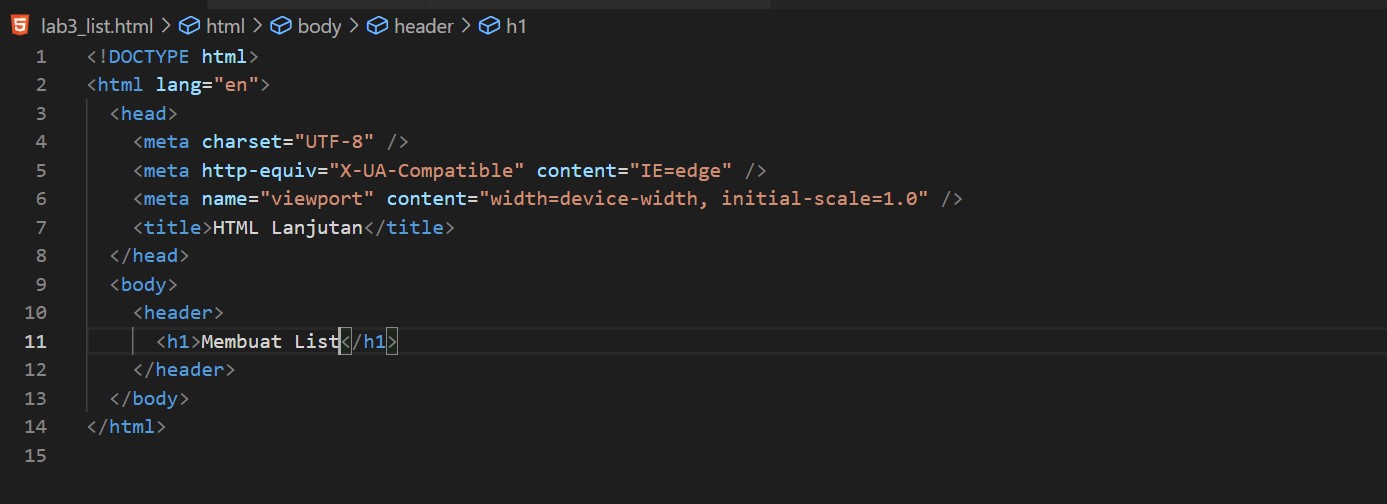 lab3_list.html > html > body > header > h1
1 <!DOCTYPE html>
2 <html lang="en">
3   <head>
4     <meta charset="UTF-8" />
5     <meta http-equiv="X-UA-Compatible" content="IE=edge" />
6     <meta name="viewport" content="width=device-width, initial-scale=1.0" />
7     <title>HTML Lanjutan</title>
8   </head>
9   <body>
10     <header>
11       <h1>Membuat List</h1>
12     </header>
13   </body>
14 </html>
15